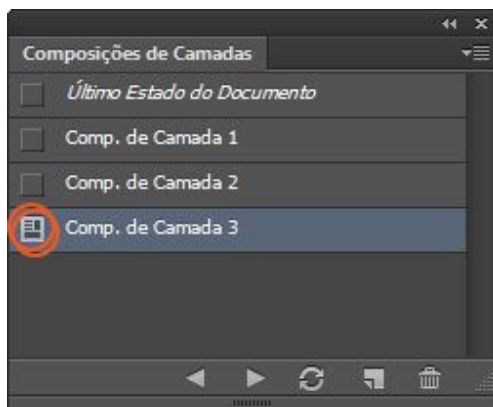 Composições de Camadas
Último Estado do Documento
Comp. de Camada 1
Comp. de Camada 2
Comp. de Camada 3